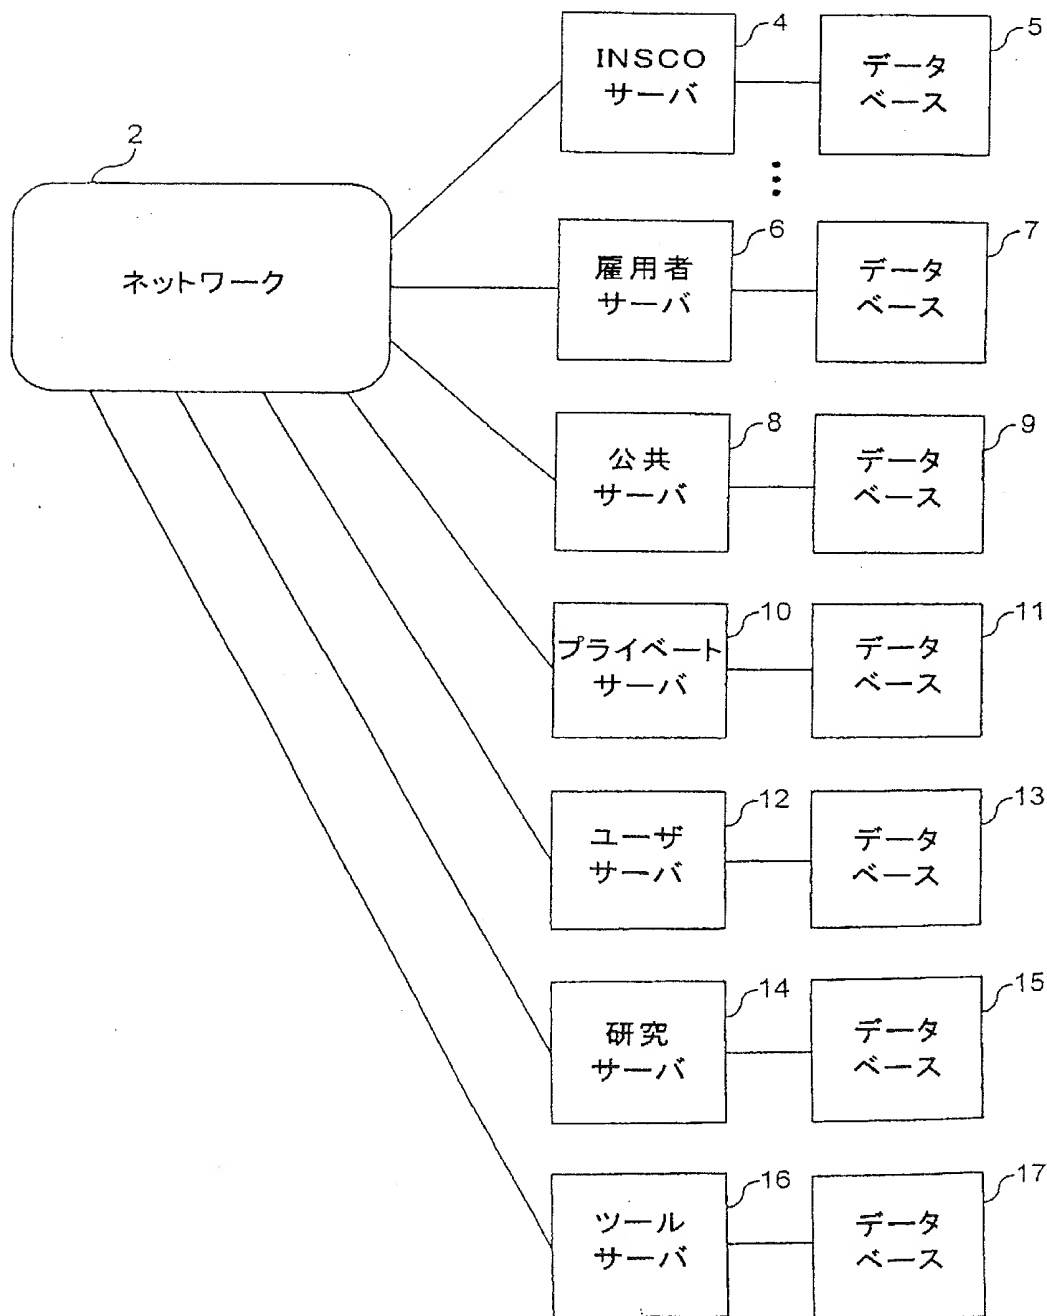 4
5
INSCO
サーバ
データ
ベース
2
6
7
ネットワーク
雇用者
サーバ
データ
ベース
8
9
公共
サーバ
データ
ベース
10
11
プライベート
サーバ
データ
ベース
12
13
ユーザ
サーバ
データ
ベース
14
15
研究
サーバ
データ
ベース
16
17
ツール
サーバ
データ
ベース